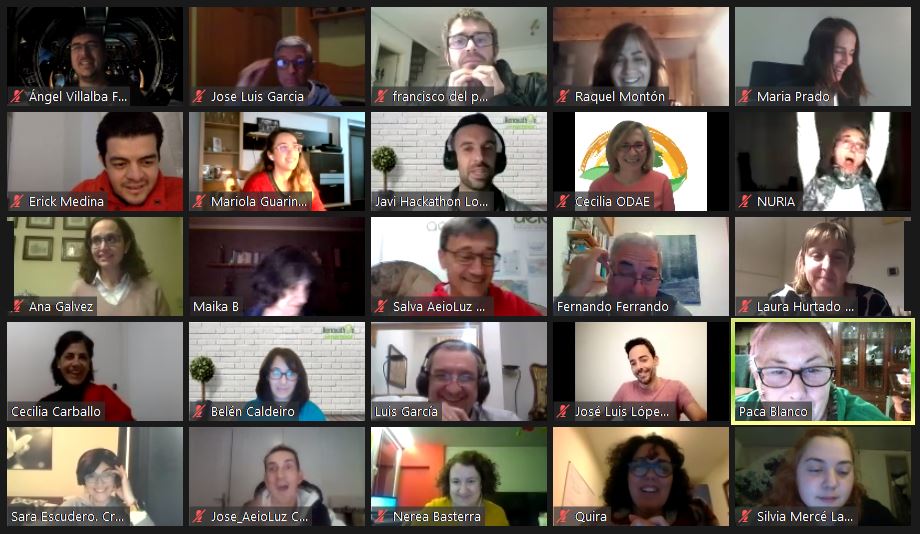 Ángel Villalba F...
Jose Luis Garcia
francisco del p...
Raquel Montón
Maria Prado
Erick Medina
Mariola Guarin...
Javi Hackathon Lo...
Cecilia ODAE
NURIA
Ana Galvez
Maika B
Salva AeioLuz ...
Fernando Ferrando
Laura Hurtado ...
Cecilia Carballo
Belén Caldeiro
Luis García
José Luis Lópe...
Paca Blanco
Sara Escudero. Cr...
Jose_AeioLuz C...
Nerea Basterra
Quira
Silvia Mercé La...